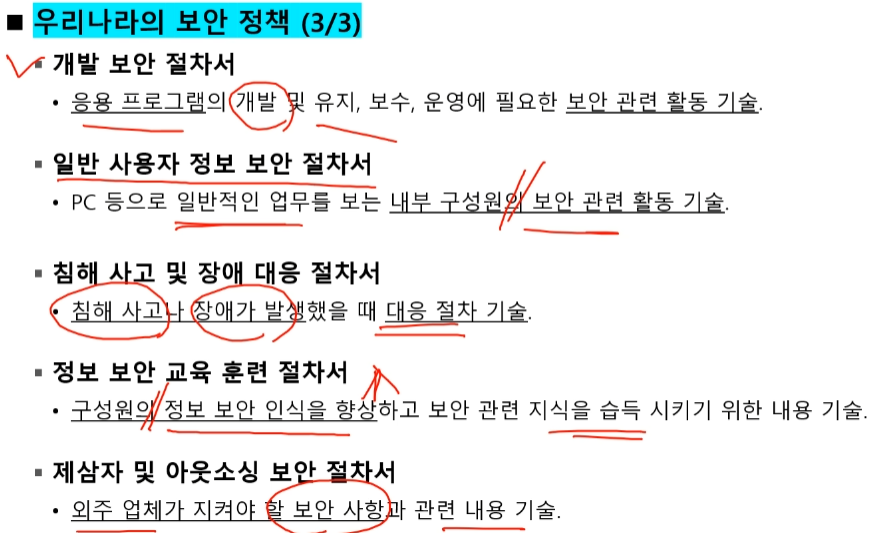 ■ 우리나라의 보안 정책 (3/3)
▪ 개발 보안 절차서
• 응용 프로그램의 개발 및 유지, 보수, 운영에 필요한 보안 관련 활동 기술.
▪ 일반 사용자 정보 보안 절차서
• PC 등으로 일반적인 업무를 보는 내부 구성원의 보안 관련 활동 기술.
▪ 침해 사고 및 장애 대응 절차서
• 침해 사고나 장애가 발생했을 때 대응 절차 기술.
▪ 정보 보안 교육 훈련 절차서
• 구성원의 정보 보안 인식을 향상하고 보안 관련 지식을 습득 시키기 위한 내용 기술.
▪ 제삼자 및 아웃소싱 보안 절차서
• 외주 업체가 지켜야 할 보안 사항과 관련 내용 기술.